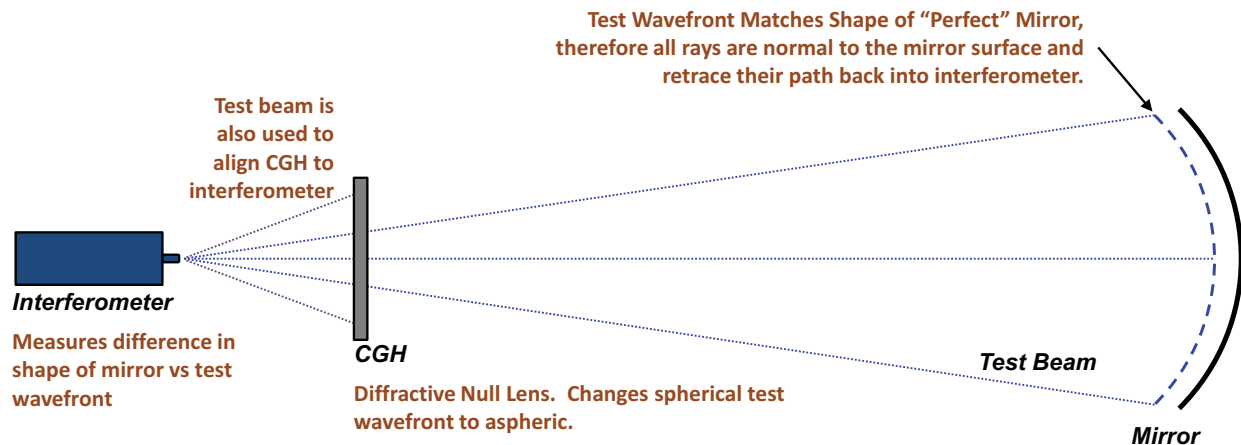 Test Wavefront Matches Shape of “Perfect” Mirror,
therefore all rays are normal to the mirror surface and
retrace their path back into interferometer.
Test beam is
also used to
align CGH to
interferometer
Interferometer
Measures difference in
shape of mirror vs test
wavefront
CGH
Diffractive Null Lens.  Changes spherical test
wavefront to aspheric.
Test Beam
Mirror